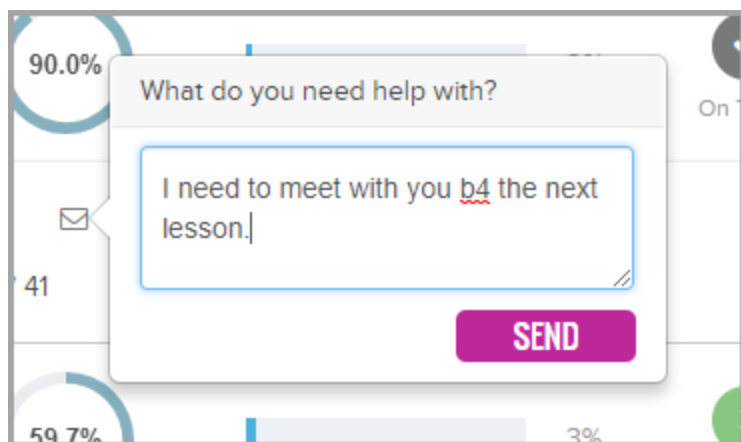 90.0%
What do you need help with?
On
I need to meet with you b4 the next
lesson.
41
SEND
59.7%
3%